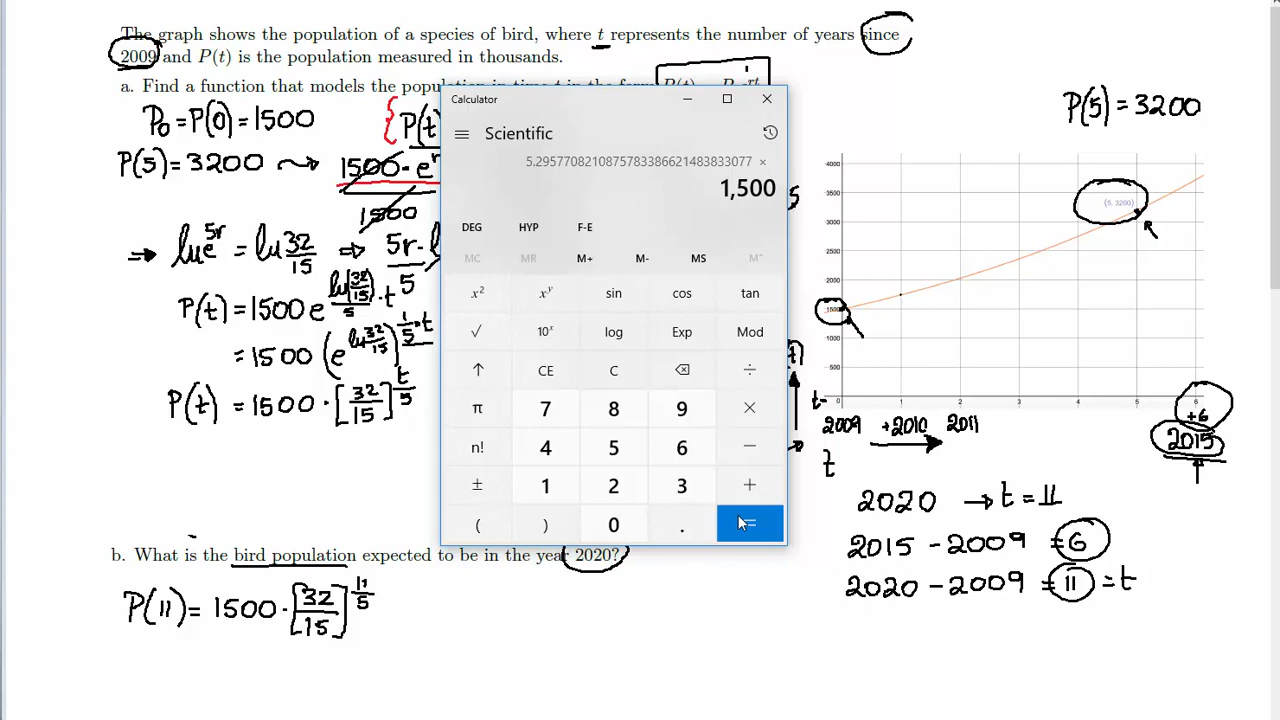 The graph shows the population of a species of bird, where t represents the number of years since
2009 and P(t) is the population measured in thousands.
a. Find a function that models the population in time t in the form P(t) = P e^rt
P₀ = P(0) = 1500
{ P(t)
P(5) = 3200 ⇝ 1500 · e
1500
⇒ ln e^5r = ln 32/15 ⇒ 5r
5
P(t) = 1500 e^(ln(32/15)/5 · t)
= 1500 (e^ln 32/15)^(1/5 · t)
P(t) = 1500 · [32/15]^(t/5)
Calculator
Scientific
5.2957708210875783386621483833077 ×
1,500
DEG HYP F-E
MC MR M+ M- MS M˅
x² xʸ sin cos tan
√ 10ˣ log Exp Mod
↑ CE C ⌫ ÷
π 7 8 9 ×
n! 4 5 6 −
± 1 2 3 +
( ) 0 . =
P(5) = 3200
4000
3500
(5, 3200)
3000
2500
2000
1500
1000
500
0 1 2 3 4 5 6
t=
+6
2009 +2010 2011 2015
t
2020 → t = 11
2015 - 2009 = 6
2020 - 2009 = 11 = t
b. What is the bird population expected to be in the year 2020?
P(11) = 1500 · [32/15]^(11/5)